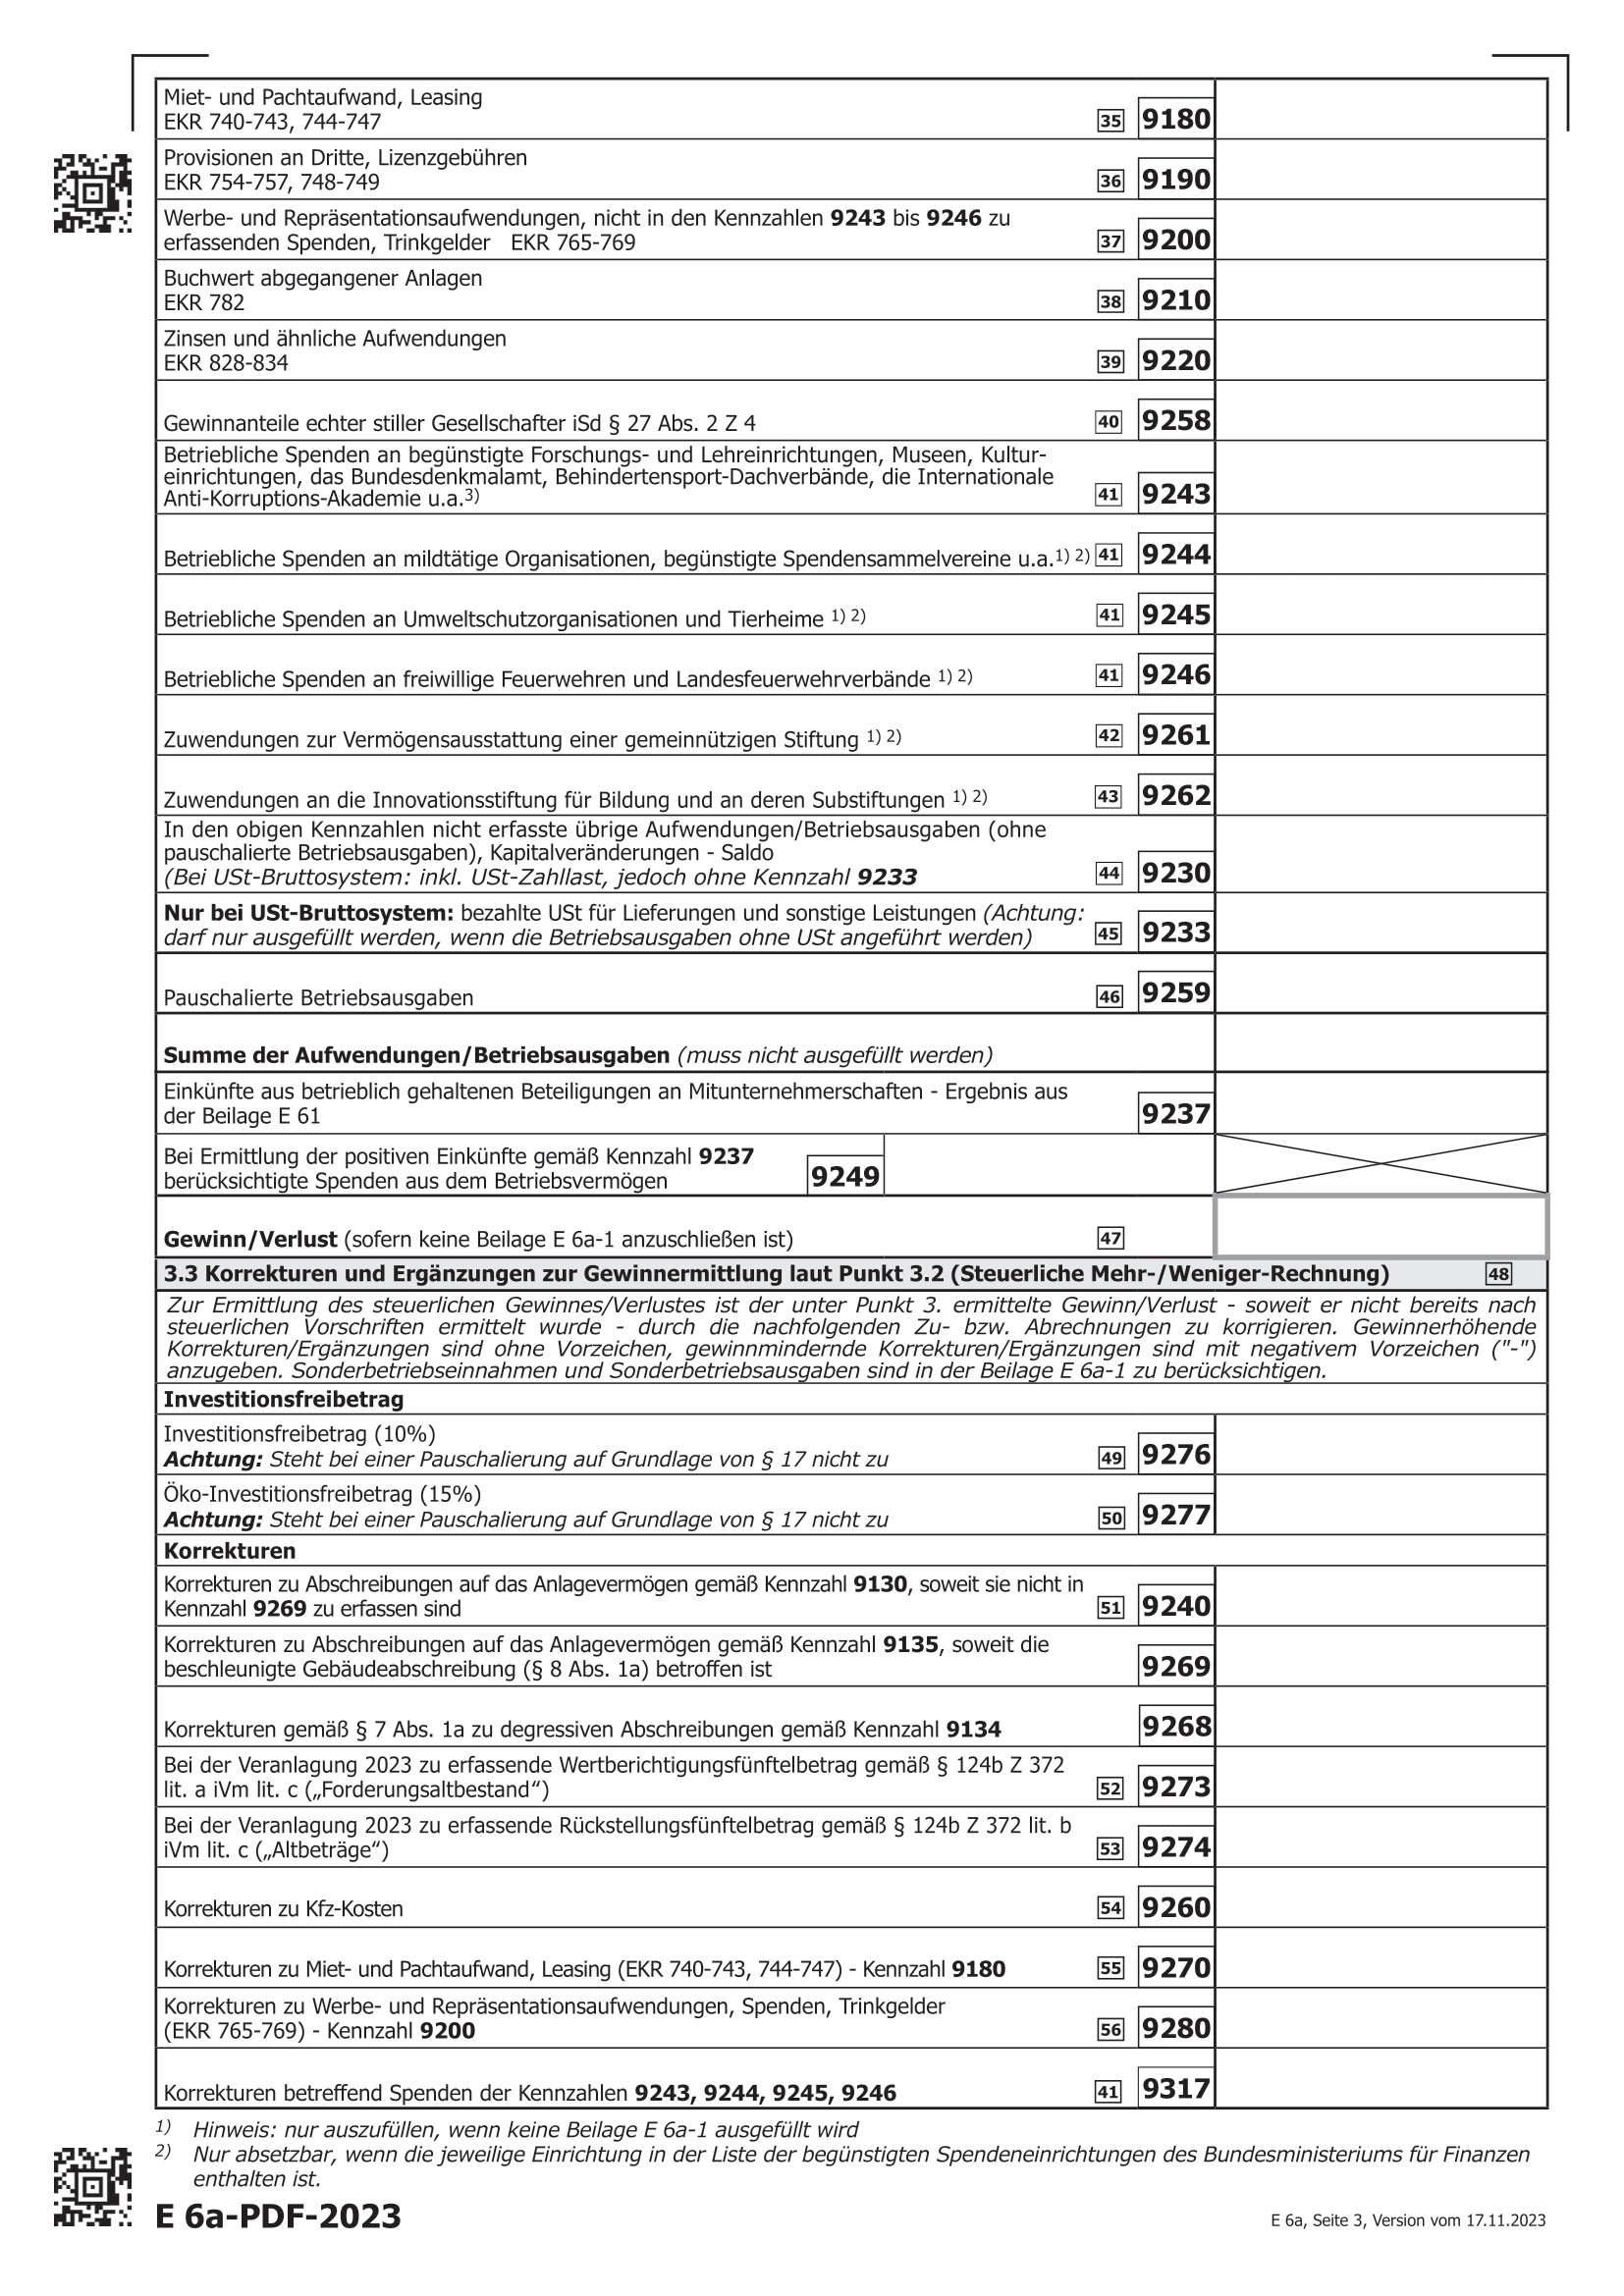 Miet- und Pachtaufwand, Leasing
EKR 740-743, 744-747 35 9180
Provisionen an Dritte, Lizenzgebühren
EKR 754-757, 748-749 36 9190
Werbe- und Repräsentationsaufwendungen, nicht in den Kennzahlen 9243 bis 9246 zu
erfassenden Spenden, Trinkgelder EKR 765-769 37 9200
Buchwert abgegangener Anlagen
EKR 782 38 9210
Zinsen und ähnliche Aufwendungen
EKR 828-834 39 9220
Gewinnanteile echter stiller Gesellschafter iSd § 27 Abs. 2 Z 4 40 9258
Betriebliche Spenden an begünstigte Forschungs- und Lehreinrichtungen, Museen, Kultur-
einrichtungen, das Bundesdenkmalamt, Behindertensport-Dachverbände, die Internationale
Anti-Korruptions-Akademie u.a.3) 41 9243
Betriebliche Spenden an mildtätige Organisationen, begünstigte Spendensammelvereine u.a.1) 2) 41 9244
Betriebliche Spenden an Umweltschutzorganisationen und Tierheime 1) 2) 41 9245
Betriebliche Spenden an freiwillige Feuerwehren und Landesfeuerwehrverbände 1) 2) 41 9246
Zuwendungen zur Vermögensausstattung einer gemeinnützigen Stiftung 1) 2) 42 9261
Zuwendungen an die Innovationsstiftung für Bildung und an deren Substiftungen 1) 2) 43 9262
In den obigen Kennzahlen nicht erfasste übrige Aufwendungen/Betriebsausgaben (ohne
pauschalierte Betriebsausgaben), Kapitalveränderungen - Saldo
(Bei USt-Bruttosystem: inkl. USt-Zahllast, jedoch ohne Kennzahl 9233 44 9230
Nur bei USt-Bruttosystem: bezahlte USt für Lieferungen und sonstige Leistungen (Achtung:
darf nur ausgefüllt werden, wenn die Betriebsausgaben ohne USt angeführt werden) 45 9233
Pauschalierte Betriebsausgaben 46 9259
Summe der Aufwendungen/Betriebsausgaben (muss nicht ausgefüllt werden)
Einkünfte aus betrieblich gehaltenen Beteiligungen an Mitunternehmerschaften - Ergebnis aus
der Beilage E 61 9237
Bei Ermittlung der positiven Einkünfte gemäß Kennzahl 9237
berücksichtigte Spenden aus dem Betriebsvermögen 9249
Gewinn/Verlust (sofern keine Beilage E 6a-1 anzuschließen ist) 47
3.3 Korrekturen und Ergänzungen zur Gewinnermittlung laut Punkt 3.2 (Steuerliche Mehr-/Weniger-Rechnung) 48
Zur Ermittlung des steuerlichen Gewinnes/Verlustes ist der unter Punkt 3. ermittelte Gewinn/Verlust - soweit er nicht bereits nach
steuerlichen Vorschriften ermittelt wurde - durch die nachfolgenden Zu- bzw. Abrechnungen zu korrigieren. Gewinnerhöhende
Korrekturen/Ergänzungen sind ohne Vorzeichen, gewinnmindernde Korrekturen/Ergänzungen sind mit negativem Vorzeichen ("-")
anzugeben. Sonderbetriebseinnahmen und Sonderbetriebsausgaben sind in der Beilage E 6a-1 zu berücksichtigen.
Investitionsfreibetrag
Investitionsfreibetrag (10%)
Achtung: Steht bei einer Pauschalierung auf Grundlage von § 17 nicht zu 49 9276
Öko-Investitionsfreibetrag (15%)
Achtung: Steht bei einer Pauschalierung auf Grundlage von § 17 nicht zu 50 9277
Korrekturen
Korrekturen zu Abschreibungen auf das Anlagevermögen gemäß Kennzahl 9130, soweit sie nicht in
Kennzahl 9269 zu erfassen sind 51 9240
Korrekturen zu Abschreibungen auf das Anlagevermögen gemäß Kennzahl 9135, soweit die
beschleunigte Gebäudeabschreibung (§ 8 Abs. 1a) betroffen ist 9269
Korrekturen gemäß § 7 Abs. 1a zu degressiven Abschreibungen gemäß Kennzahl 9134 9268
Bei der Veranlagung 2023 zu erfassende Wertberichtigungsfünftelbetrag gemäß § 124b Z 372
lit. a iVm lit. c („Forderungsaltbestand“) 52 9273
Bei der Veranlagung 2023 zu erfassende Rückstellungsfünftelbetrag gemäß § 124b Z 372 lit. b
iVm lit. c („Altbeträge“) 53 9274
Korrekturen zu Kfz-Kosten 54 9260
Korrekturen zu Miet- und Pachtaufwand, Leasing (EKR 740-743, 744-747) - Kennzahl 9180 55 9270
Korrekturen zu Werbe- und Repräsentationsaufwendungen, Spenden, Trinkgelder
(EKR 765-769) - Kennzahl 9200 56 9280
Korrekturen betreffend Spenden der Kennzahlen 9243, 9244, 9245, 9246 41 9317
1) Hinweis: nur auszufüllen, wenn keine Beilage E 6a-1 ausgefüllt wird
2) Nur absetzbar, wenn die jeweilige Einrichtung in der Liste der begünstigten Spendeneinrichtungen des Bundesministeriums für Finanzen
enthalten ist.
E 6a-PDF-2023
E 6a, Seite 3, Version vom 17.11.2023